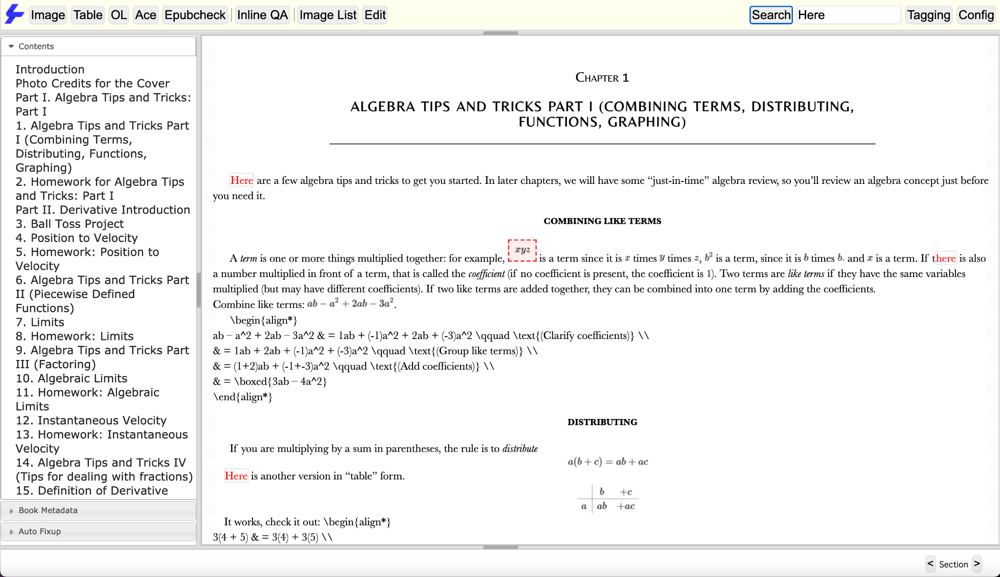 Image Table OL Ace Epubcheck Inline QA Image List Edit Search Here Tagging Config
Contents
Introduction
Photo Credits for the Cover
Part I. Algebra Tips and Tricks:
Part I
1. Algebra Tips and Tricks Part
I (Combining Terms,
Distributing, Functions,
Graphing)
2. Homework for Algebra Tips
and Tricks: Part I
Part II. Derivative Introduction
3. Ball Toss Project
4. Position to Velocity
5. Homework: Position to
Velocity
6. Algebra Tips and Tricks Part
II (Piecewise Defined
Functions)
7. Limits
8. Homework: Limits
9. Algebra Tips and Tricks Part
III (Factoring)
10. Algebraic Limits
11. Homework: Algebraic
Limits
12. Instantaneous Velocity
13. Homework: Instantaneous
Velocity
14. Algebra Tips and Tricks IV
(Tips for dealing with fractions)
15. Definition of Derivative
Book Metadata
Auto Fixup
Chapter 1
ALGEBRA TIPS AND TRICKS PART I (COMBINING TERMS, DISTRIBUTING,
FUNCTIONS, GRAPHING)
Here are a few algebra tips and tricks to get you started. In later chapters, we will have some “just-in-time” algebra review, so you’ll review an algebra concept just before
you need it.
COMBINING LIKE TERMS
A term is one or more things multiplied together: for example, xyz is a term since it is x times y times z, b² is a term, since it is b times b. and x is a term. If there is also
a number multiplied in front of a term, that is called the coefficient (if no coefficient is present, the coefficient is 1). Two terms are like terms if they have the same variables
multiplied (but may have different coefficients). If two like terms are added together, they can be combined into one term by adding the coefficients.
Combine like terms: ab − a² + 2ab − 3a².
\begin{align*}
ab – a^2 + 2ab – 3a^2 & = 1ab + (-1)a^2 + 2ab + (-3)a^2 \qquad \text{(Clarify coefficients)} \\
& = 1ab + 2ab + (-1)a^2 + (-3)a^2 \qquad \text{(Group like terms)} \\
& = (1+2)ab + (-1+-3)a^2 \qquad \text{(Add coefficients)} \\
& = \boxed{3ab – 4a^2}
\end{align*}
DISTRIBUTING
If you are multiplying by a sum in parentheses, the rule is to distribute
a(b + c) = ab + ac
Here is another version in “table” form.
b +c
a ab +ac
It works, check it out: \begin{align*}
3(4 + 5) & = 3(4) + 3(5) \\
< Section >